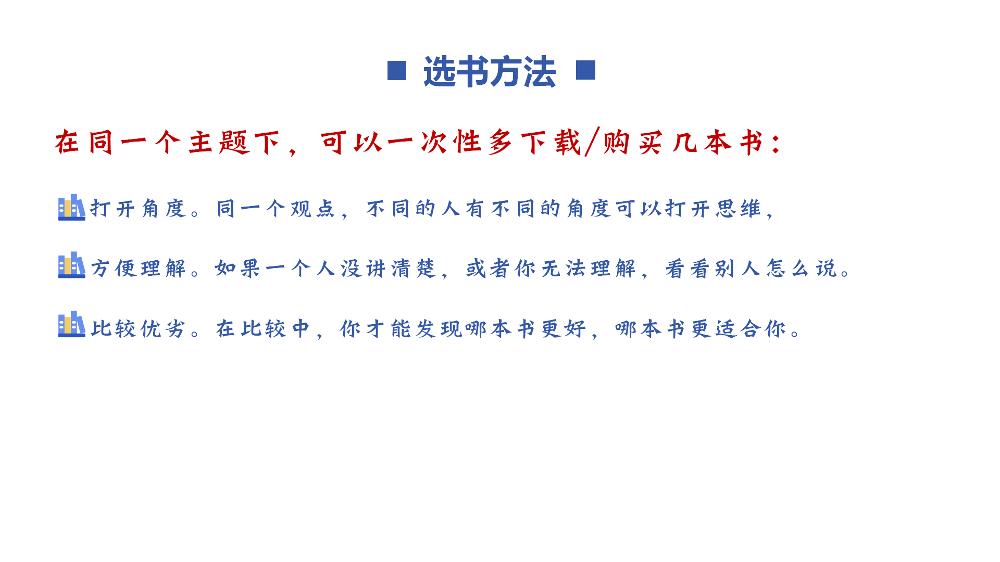 选书方法
在同一个主题下，可以一次性多下载/购买几本书：
打开角度。同一个观点，不同的人有不同的角度可以打开思维，
方便理解。如果一个人没讲清楚，或者你无法理解，看看别人怎么说。
比较优劣。在比较中，你才能发现哪本书更好，哪本书更适合你。